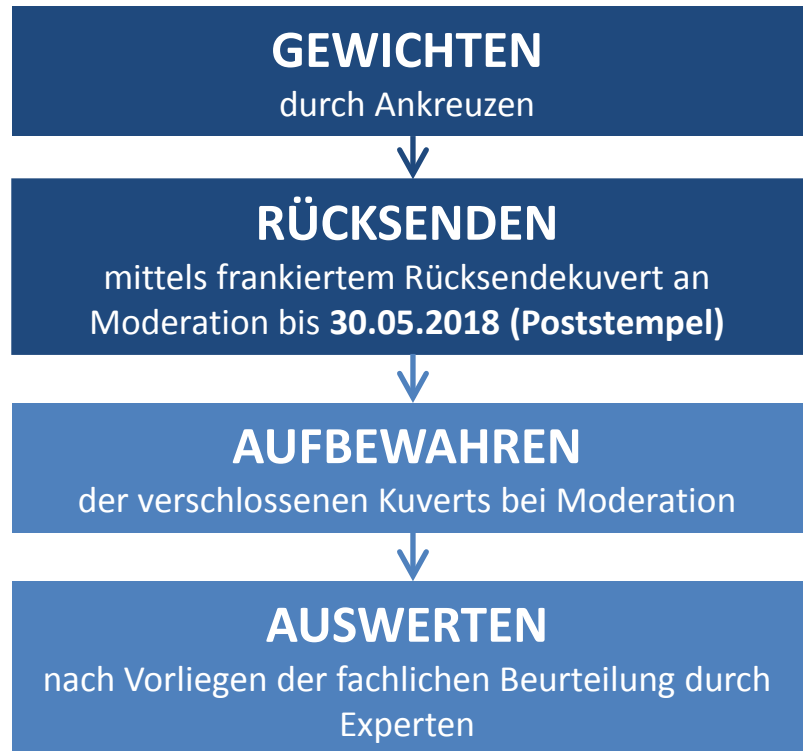 GEWICHTEN
durch Ankreuzen
RÜCKSENDEN
mittels frankiertem Rücksendekuvert an
Moderation bis 30.05.2018 (Poststempel)
AUFBEWAHREN
der verschlossenen Kuverts bei Moderation
AUSWERTEN
nach Vorliegen der fachlichen Beurteilung durch
Experten